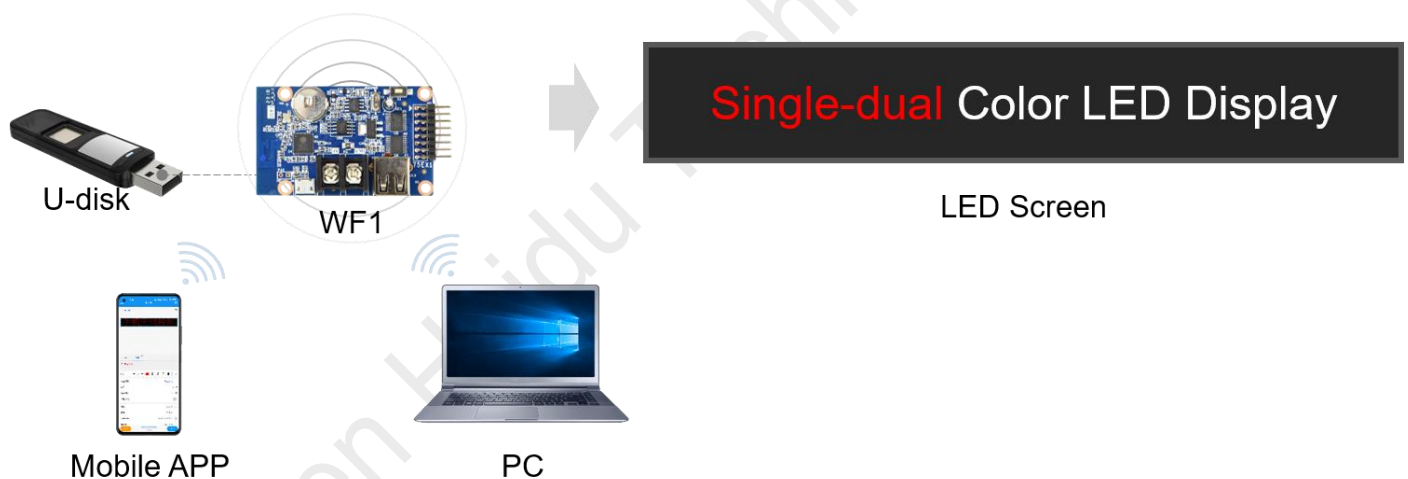 Single-dual Color LED Display
U-disk
WF1
LED Screen
Mobile APP
PC